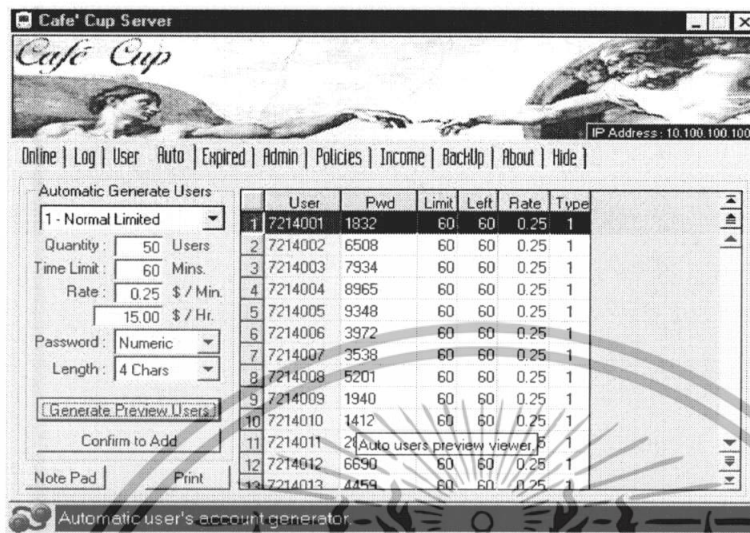 Cafe' Cup Server
Café Cup
IP Address : 10.100.100.100
Online | Log | User Auto | Expired | Admin | Policies | Income | BackUp | About | Hide |
Automatic Generate Users
1 - Normal Limited
Quantity : 50 Users
Time Limit : 60 Mins.
Rate : 0.25 $ / Min.
15.00 $ / Hr.
Password : Numeric
Length : 4 Chars
Generate Preview Users
Confirm to Add
Note Pad Print
User Pwd Limit Left Rate Type
1 7214001 1832 60 60 0.25 1
2 7214002 6508 60 60 0.25 1
3 7214003 7934 60 60 0.25 1
4 7214004 8965 60 60 0.25 1
5 7214005 9348 60 60 0.25 1
6 7214006 3972 60 60 0.25 1
7 7214007 3538 60 60 0.25 1
8 7214008 5201 60 60 0.25 1
9 7214009 1940 60 60 0.25 1
10 7214010 1412 60 60 0.25 1
11 7214011 1
Auto users preview viewer.
12 7214012 6690 60 60 0.25 1
13 7214013 4459 60 60 0.25 1
Automatic user's account generator.